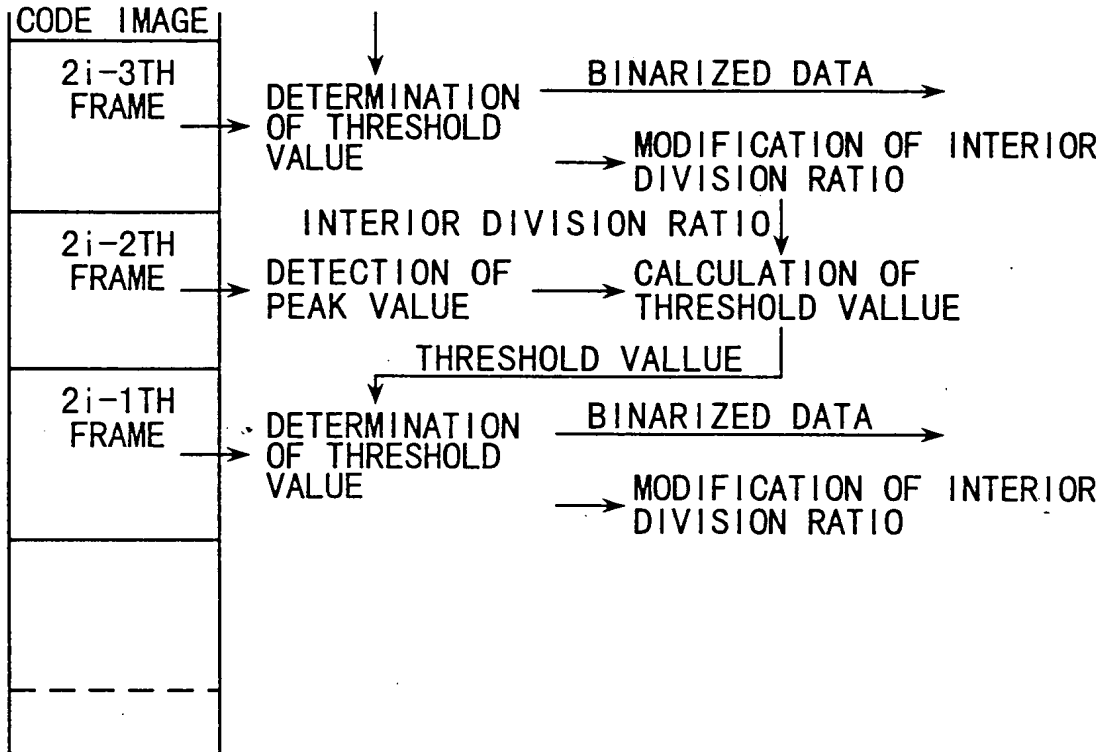 CODE IMAGE
2i-3TH
FRAME
DETERMINATION
OF THRESHOLD
VALUE
BINARIZED DATA
MODIFICATION OF INTERIOR
DIVISION RATIO
INTERIOR DIVISION RATIO
2i-2TH
FRAME
DETECTION OF
PEAK VALUE
CALCULATION OF
THRESHOLD VALLUE
THRESHOLD VALLUE
2i-1TH
FRAME
DETERMINATION
OF THRESHOLD
VALUE
BINARIZED DATA
MODIFICATION OF INTERIOR
DIVISION RATIO